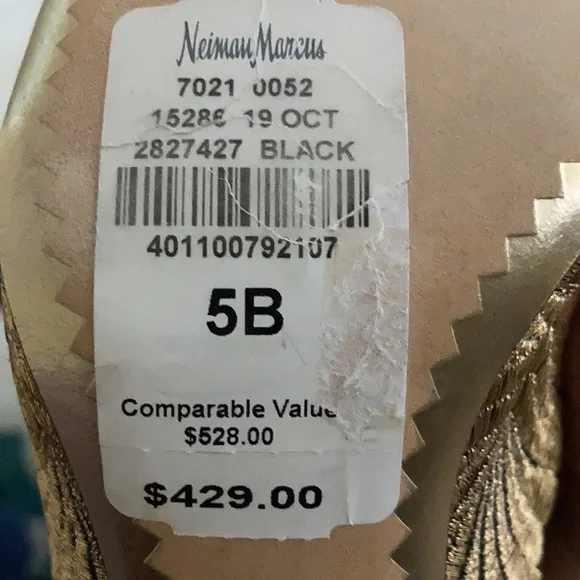 Neiman Marcus
7021 0052
15286 19 OCT
2827427 BLACK
401100792107
5B
Comparable Value
$528.00
$429.00